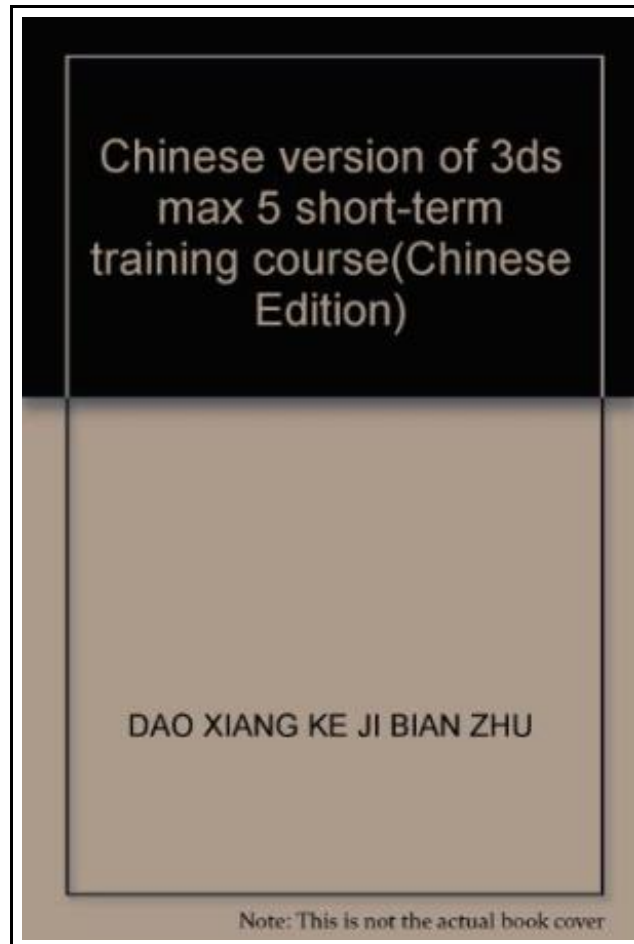 Chinese version of 3ds
max 5 short-term
training course(Chinese
Edition)
DAO XIANG KE JI BIAN ZHU
Note: This is not the actual book cover